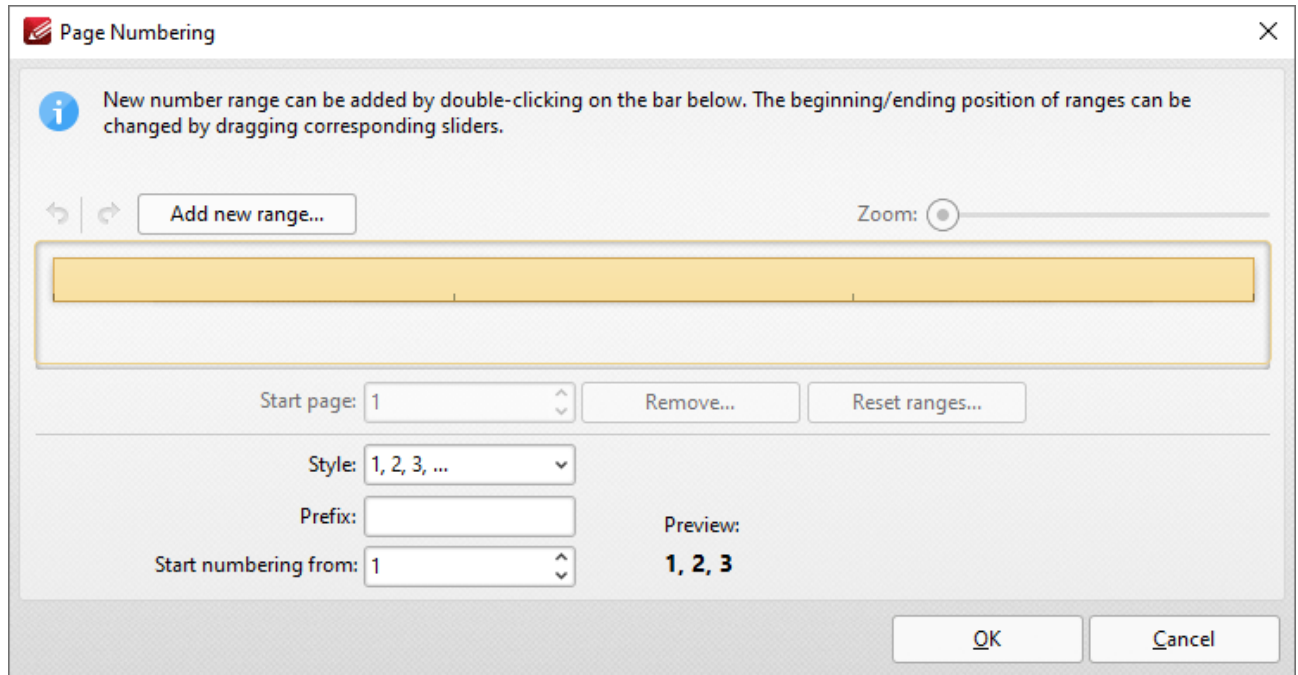 Page Numbering
New number range can be added by double-clicking on the bar below. The beginning/ending position of ranges can be
changed by dragging corresponding sliders.
Add new range... Zoom:
Start page: 1 Remove... Reset ranges...
Style: 1, 2, 3, ...
Prefix:
Preview:
Start numbering from: 1 1, 2, 3
OK Cancel